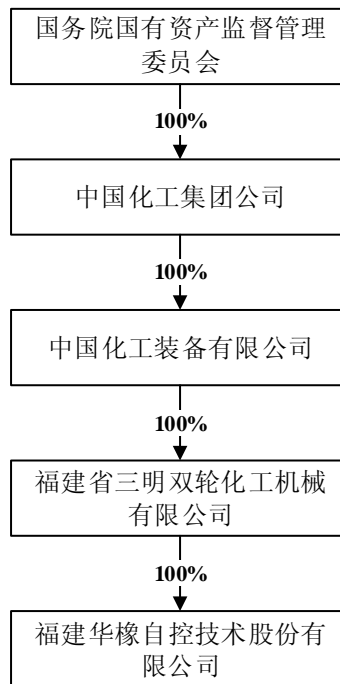 国务院国有资产监督管理
委员会
100%
中国化工集团公司
100%
中国化工装备有限公司
100%
福建省三明双轮化工机械
有限公司
100%
福建华橡自控技术股份有
限公司